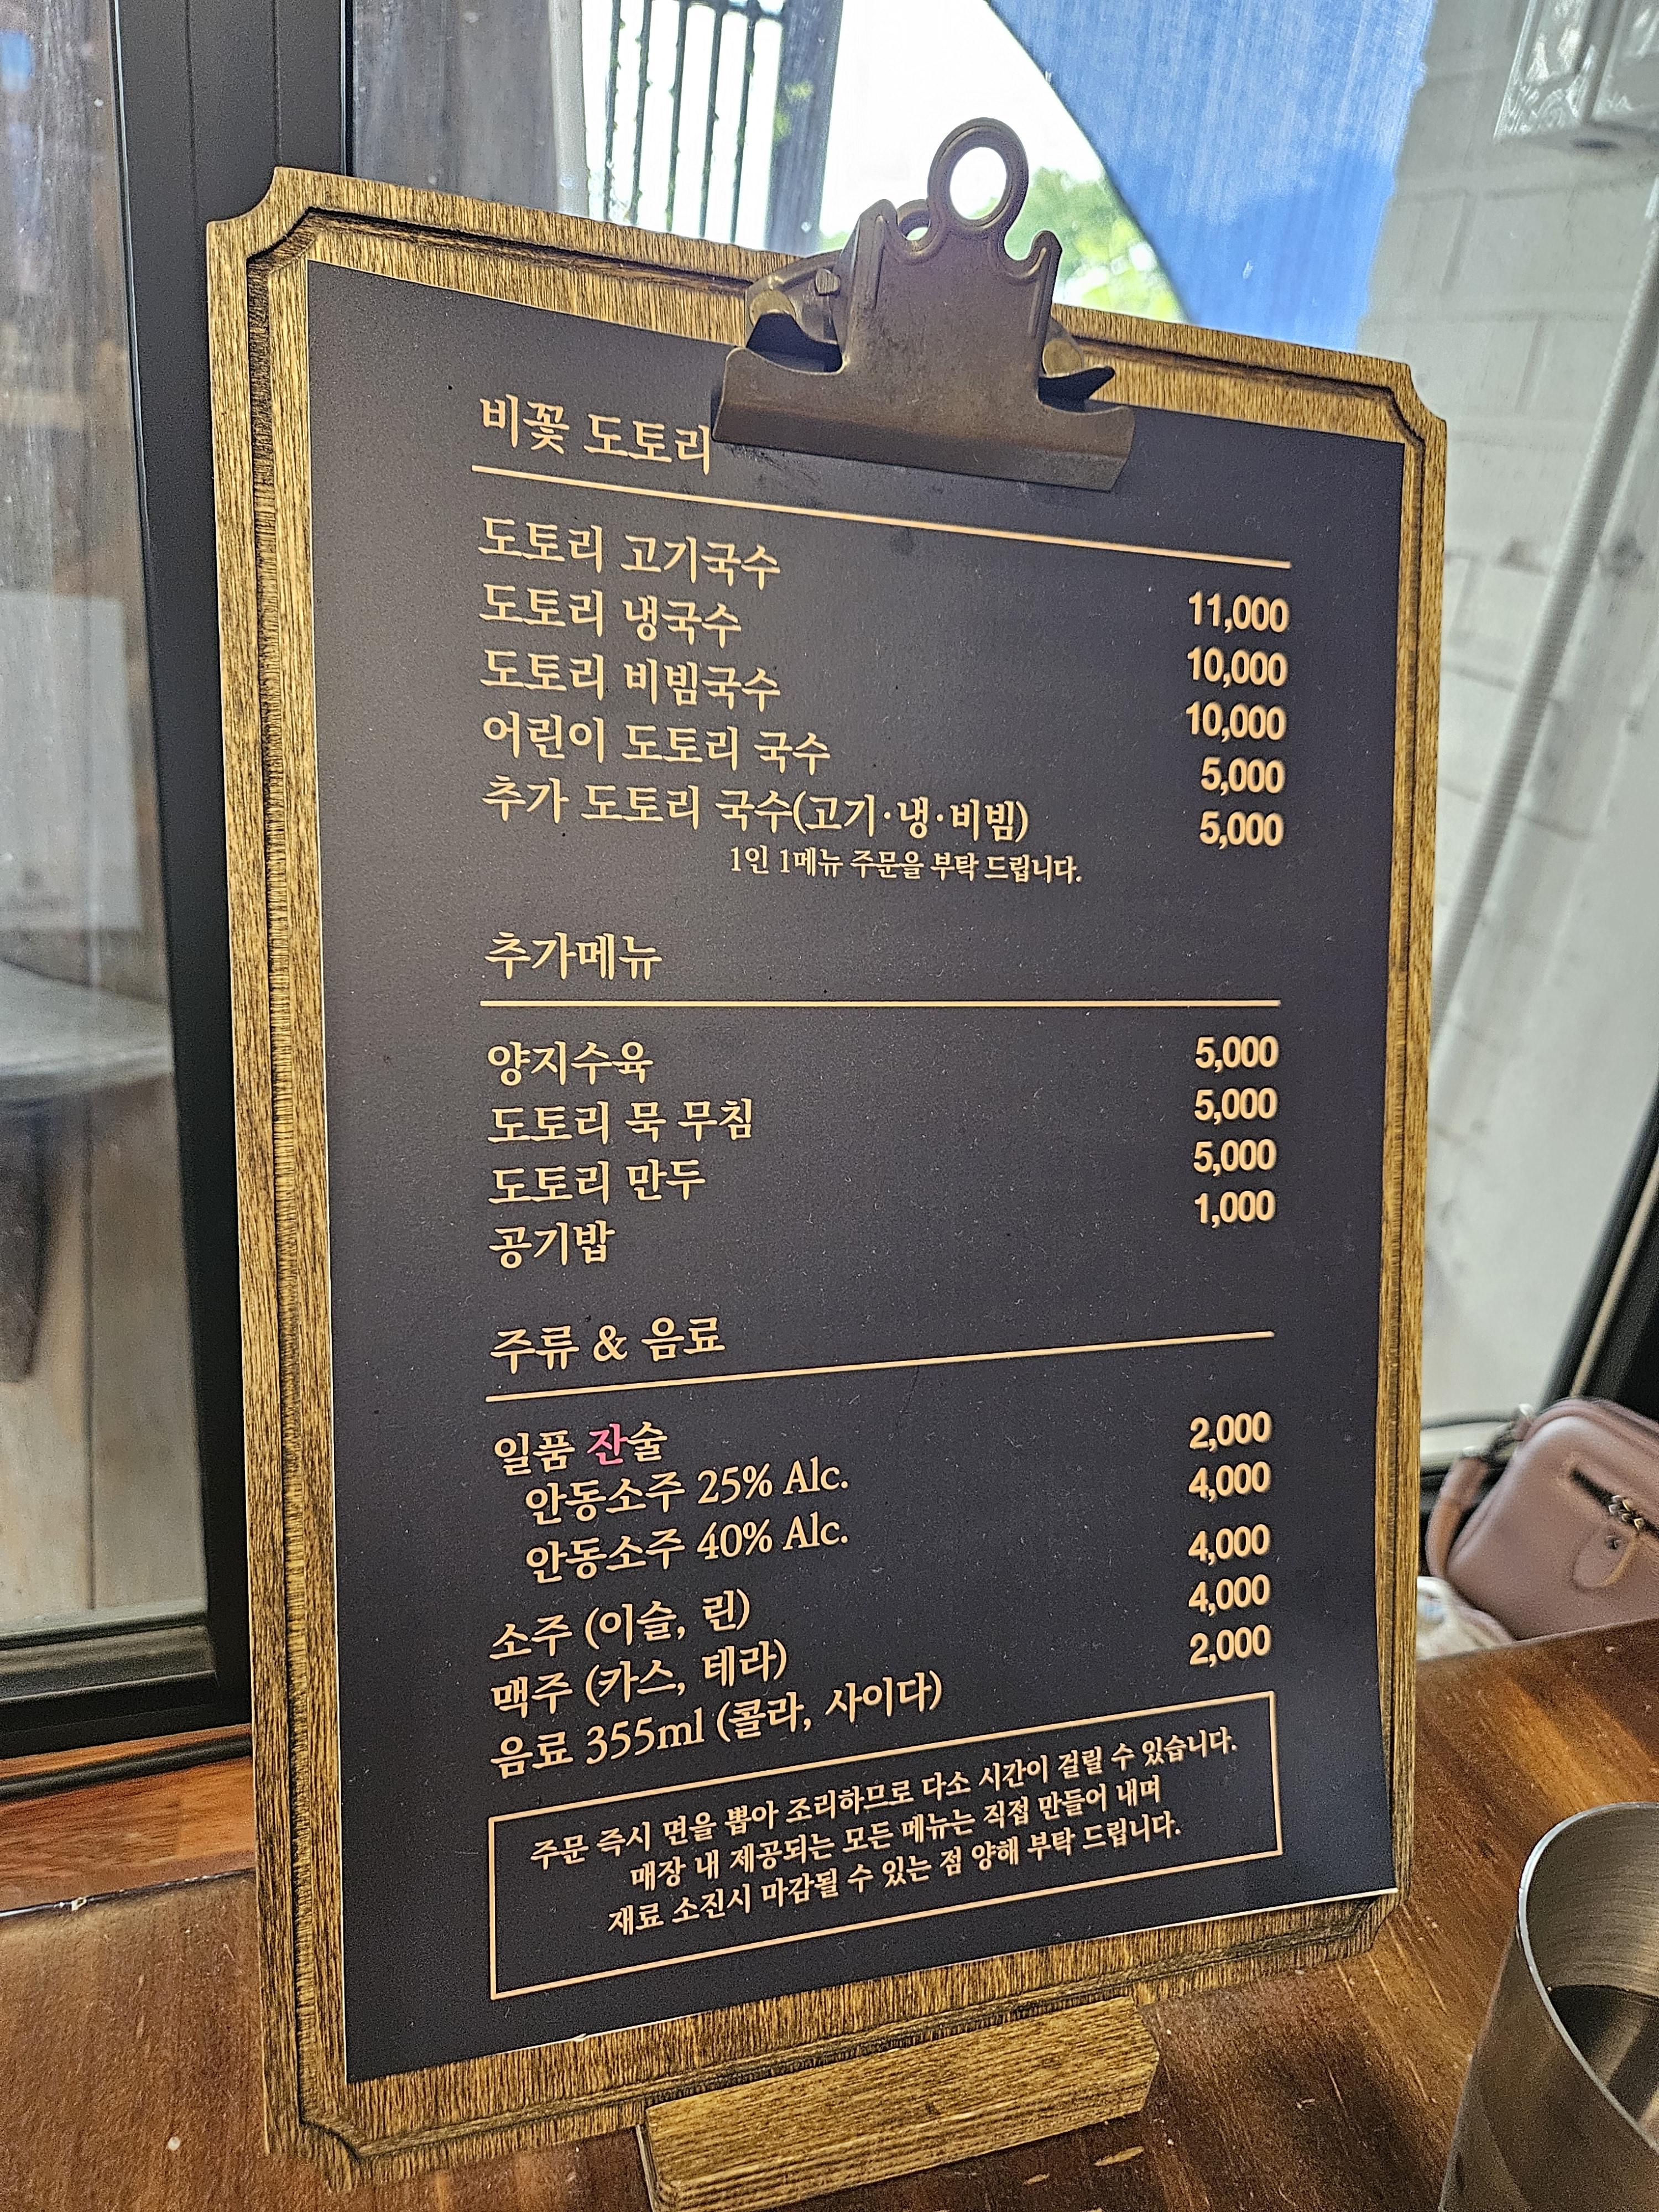 비꽃 도토리
도토리 고기국수 11,000
도토리 냉국수 10,000
도토리 비빔국수 10,000
어린이 도토리 국수 5,000
추가 도토리 국수(고기·냉·비빔) 5,000
1인 1메뉴 주문을 부탁 드립니다.
추가메뉴
양지수육 5,000
도토리 묵 무침 5,000
도토리 만두 5,000
공기밥 1,000
주류 & 음료
일품 잔술
안동소주 25% Alc. 2,000
안동소주 40% Alc. 4,000
소주 (이슬, 린) 4,000
맥주 (카스, 테라) 4,000
음료 355ml (콜라, 사이다) 2,000
주문 즉시 면을 뽑아 조리하므로 다소 시간이 걸릴 수 있습니다.
매장 내 제공되는 모든 메뉴는 직접 만들어 내며
재료 소진시 마감될 수 있는 점 양해 부탁 드립니다.